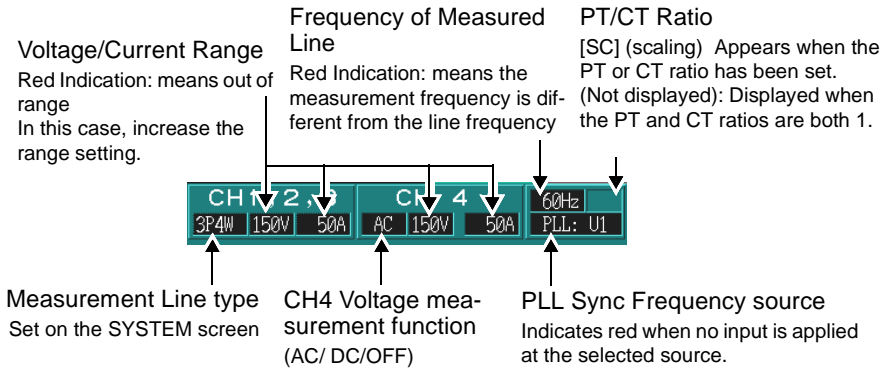 Voltage/Current Range
Red Indication: means out of
range
In this case, increase the
range setting.
Frequency of Measured
Line
Red Indication: means the
measurement frequency is dif-
ferent from the line frequency
PT/CT Ratio
[SC] (scaling) Appears when the
PT or CT ratio has been set.
(Not displayed): Displayed when
the PT and CT ratios are both 1.
CH 2,
CH 4
60Hz
3P4W 150V 50A
AC 150V 50A
PLL: U1
Measurement Line type
Set on the SYSTEM screen
CH4 Voltage mea-
surement function
(AC/ DC/OFF)
PLL Sync Frequency source
Indicates red when no input is applied
at the selected source.